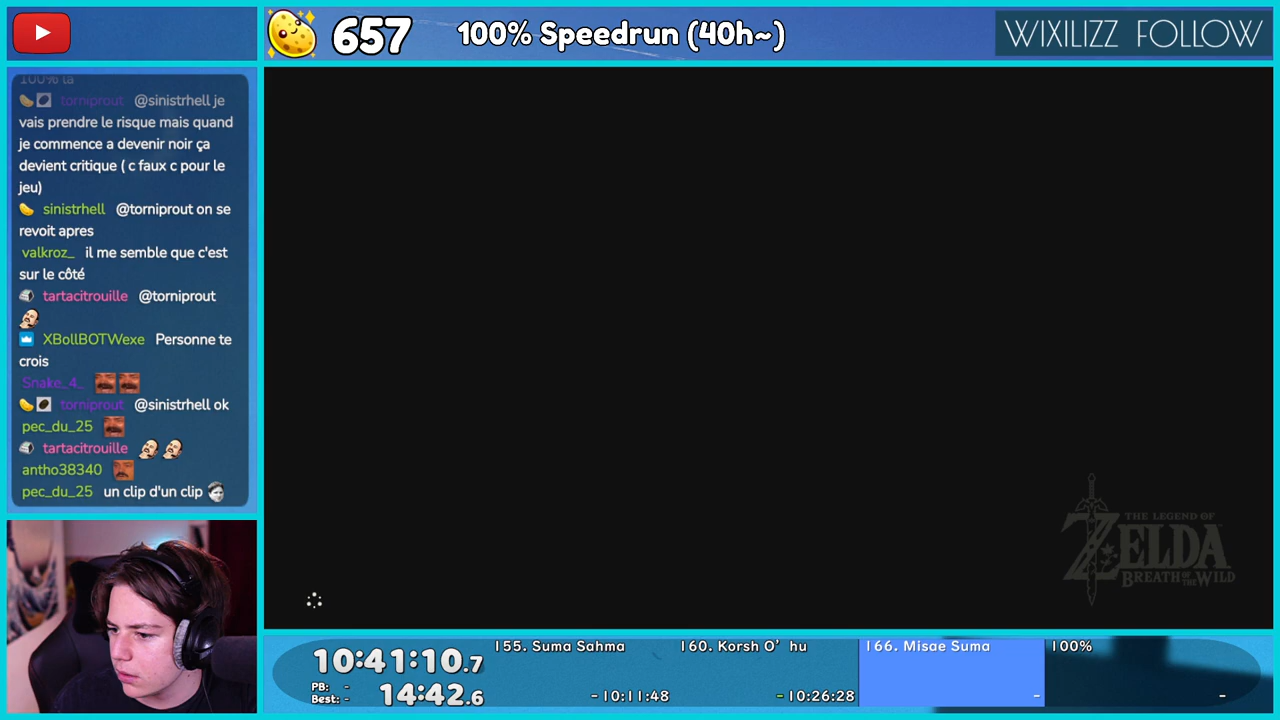 657
100% Speedrun (40h~)
WIXILIZZ FOLLOW
100% la
torniprout @sinistrhell je
vais prendre le risque mais quand
je commence a devenir noir ça
devient critique ( c faux c pour le
jeu)
sinistrhell @torniprout on se
revoit apres
valkroz_ il me semble que c'est
sur le côté
tartacitrouille @torniprout
XBollBOTWexe Personne te
crois
Snake_4_
torniprout @sinistrhell ok
pec_du_25
tartacitrouille
antho38340
pec_du_25 un clip d'un clip
THE LEGEND OF
ZELDA
BREATH OF THE WILD
10:41:10.7
PB: -
Best: -
14:42.6
155. Suma Sahma
-10:11:48
160. Korsh O' hu
-10:26:28
166. Misae Suma
-
100%
-